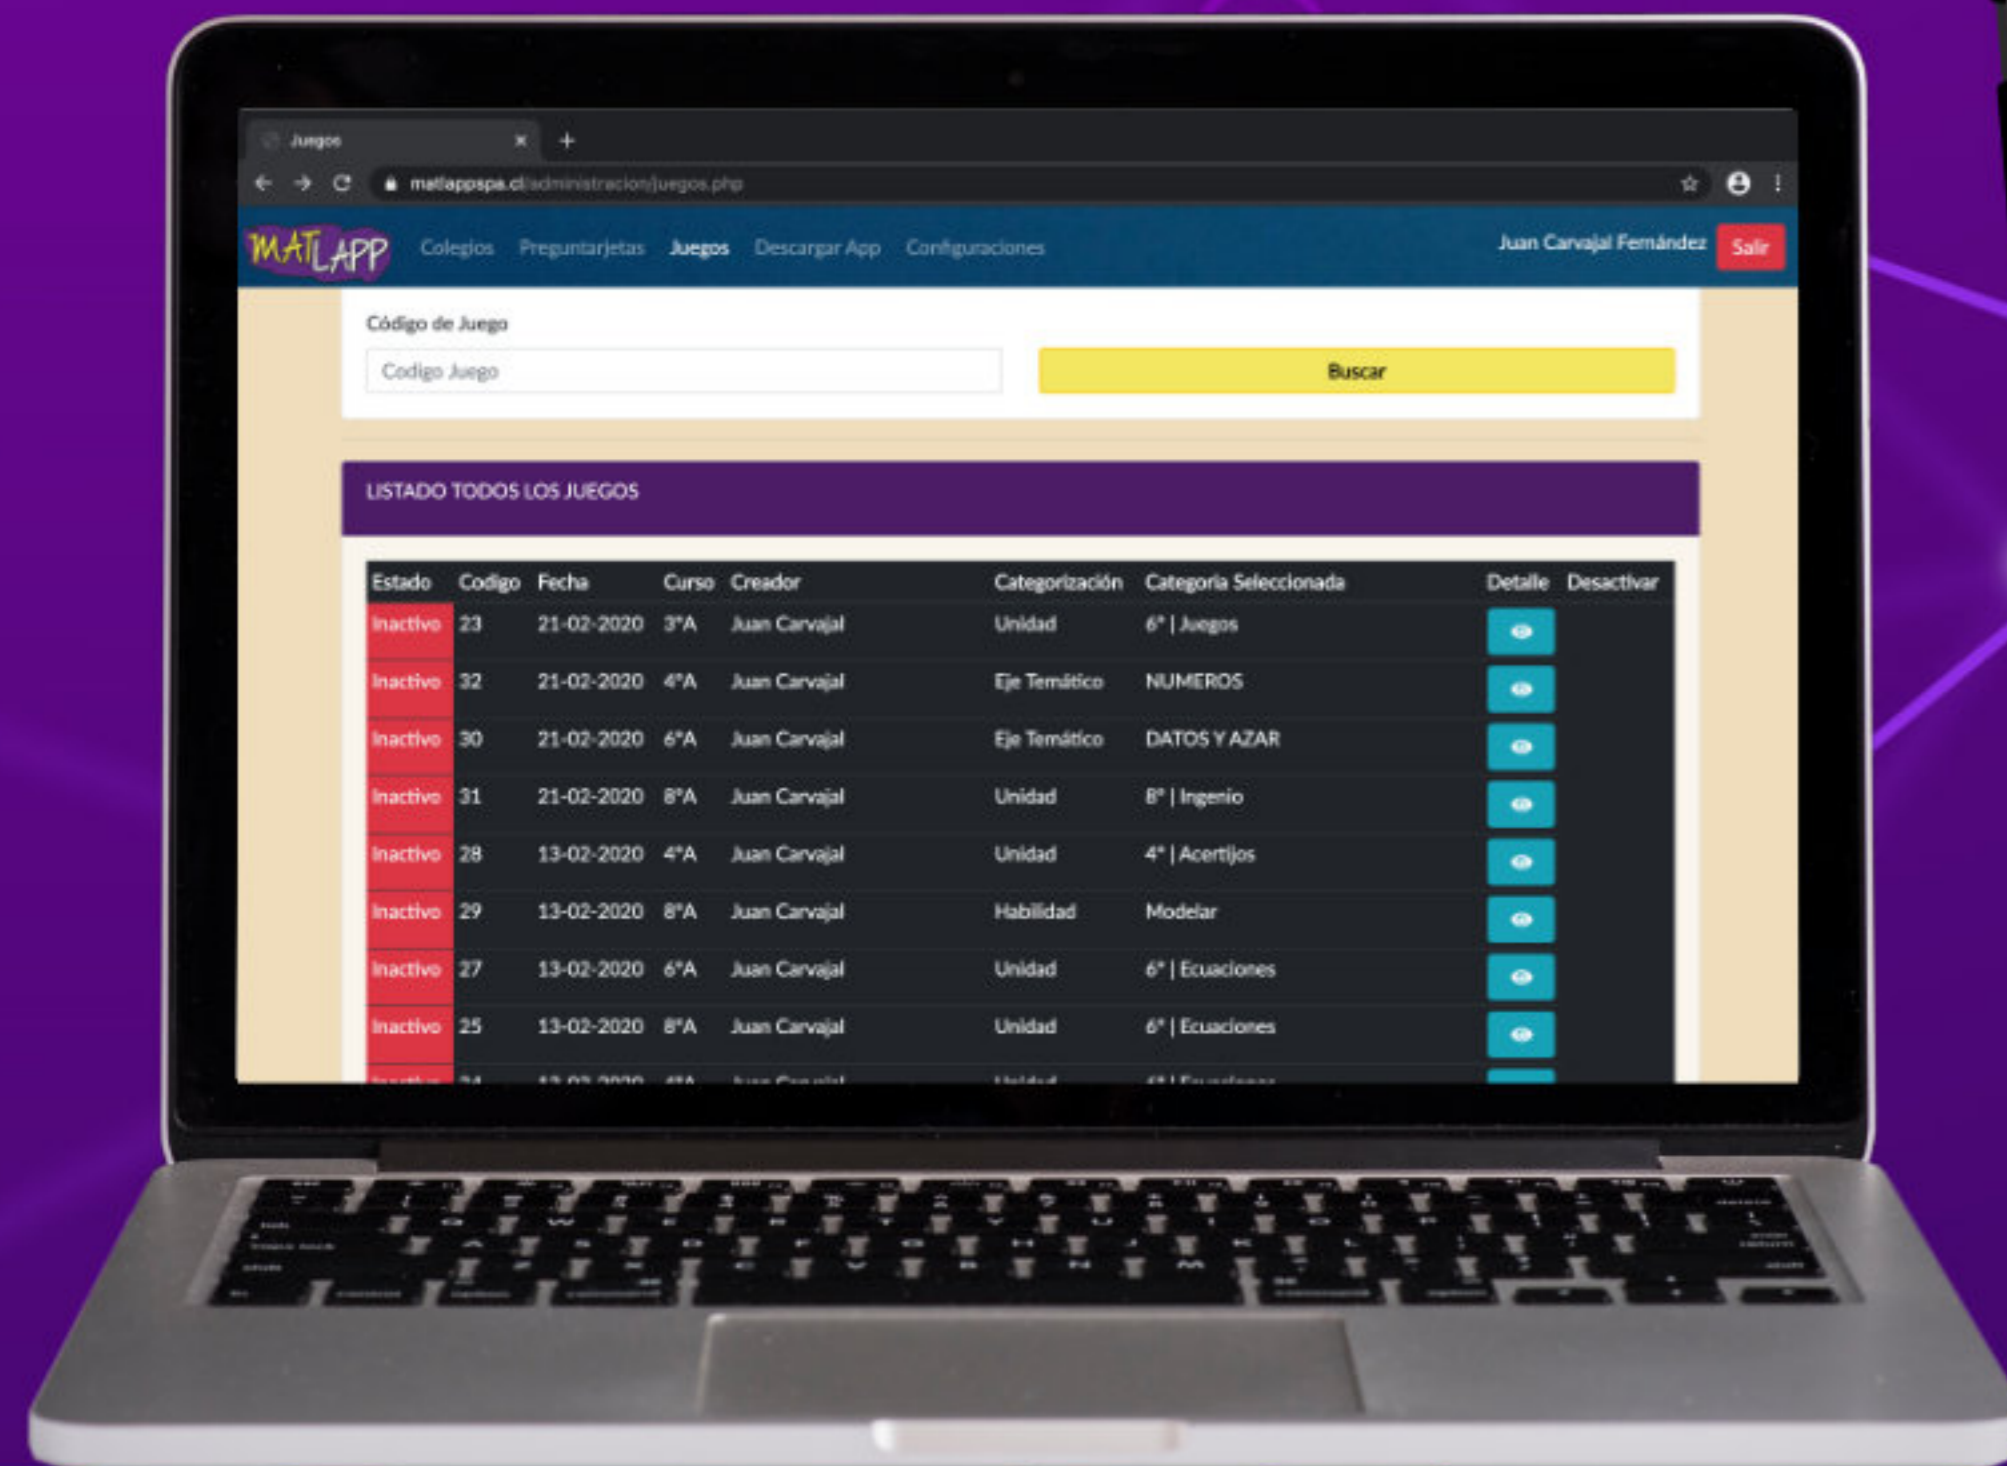 Juegos
matlappspa.cl/administracion/juegos.php
MATLAPP Colegios Preguntarjetas Juegos Descargar App Configuraciones Juan Carvajal Fernández Salir
Código de Juego
Codigo Juego Buscar
LISTADO TODOS LOS JUEGOS
Estado Codigo Fecha Curso Creador Categorización Categoria Seleccionada Detalle Desactivar
Inactivo 23 21-02-2020 3°A Juan Carvajal Unidad 6° | Juegos
Inactivo 32 21-02-2020 4°A Juan Carvajal Eje Temático NUMEROS
Inactivo 30 21-02-2020 6°A Juan Carvajal Eje Temático DATOS Y AZAR
Inactivo 31 21-02-2020 8°A Juan Carvajal Unidad 8° | Ingenio
Inactivo 28 13-02-2020 4°A Juan Carvajal Unidad 4° | Acertijos
Inactivo 29 13-02-2020 8°A Juan Carvajal Habilidad Modelar
Inactivo 27 13-02-2020 6°A Juan Carvajal Unidad 6° | Ecuaciones
Inactivo 25 13-02-2020 8°A Juan Carvajal Unidad 6° | Ecuaciones